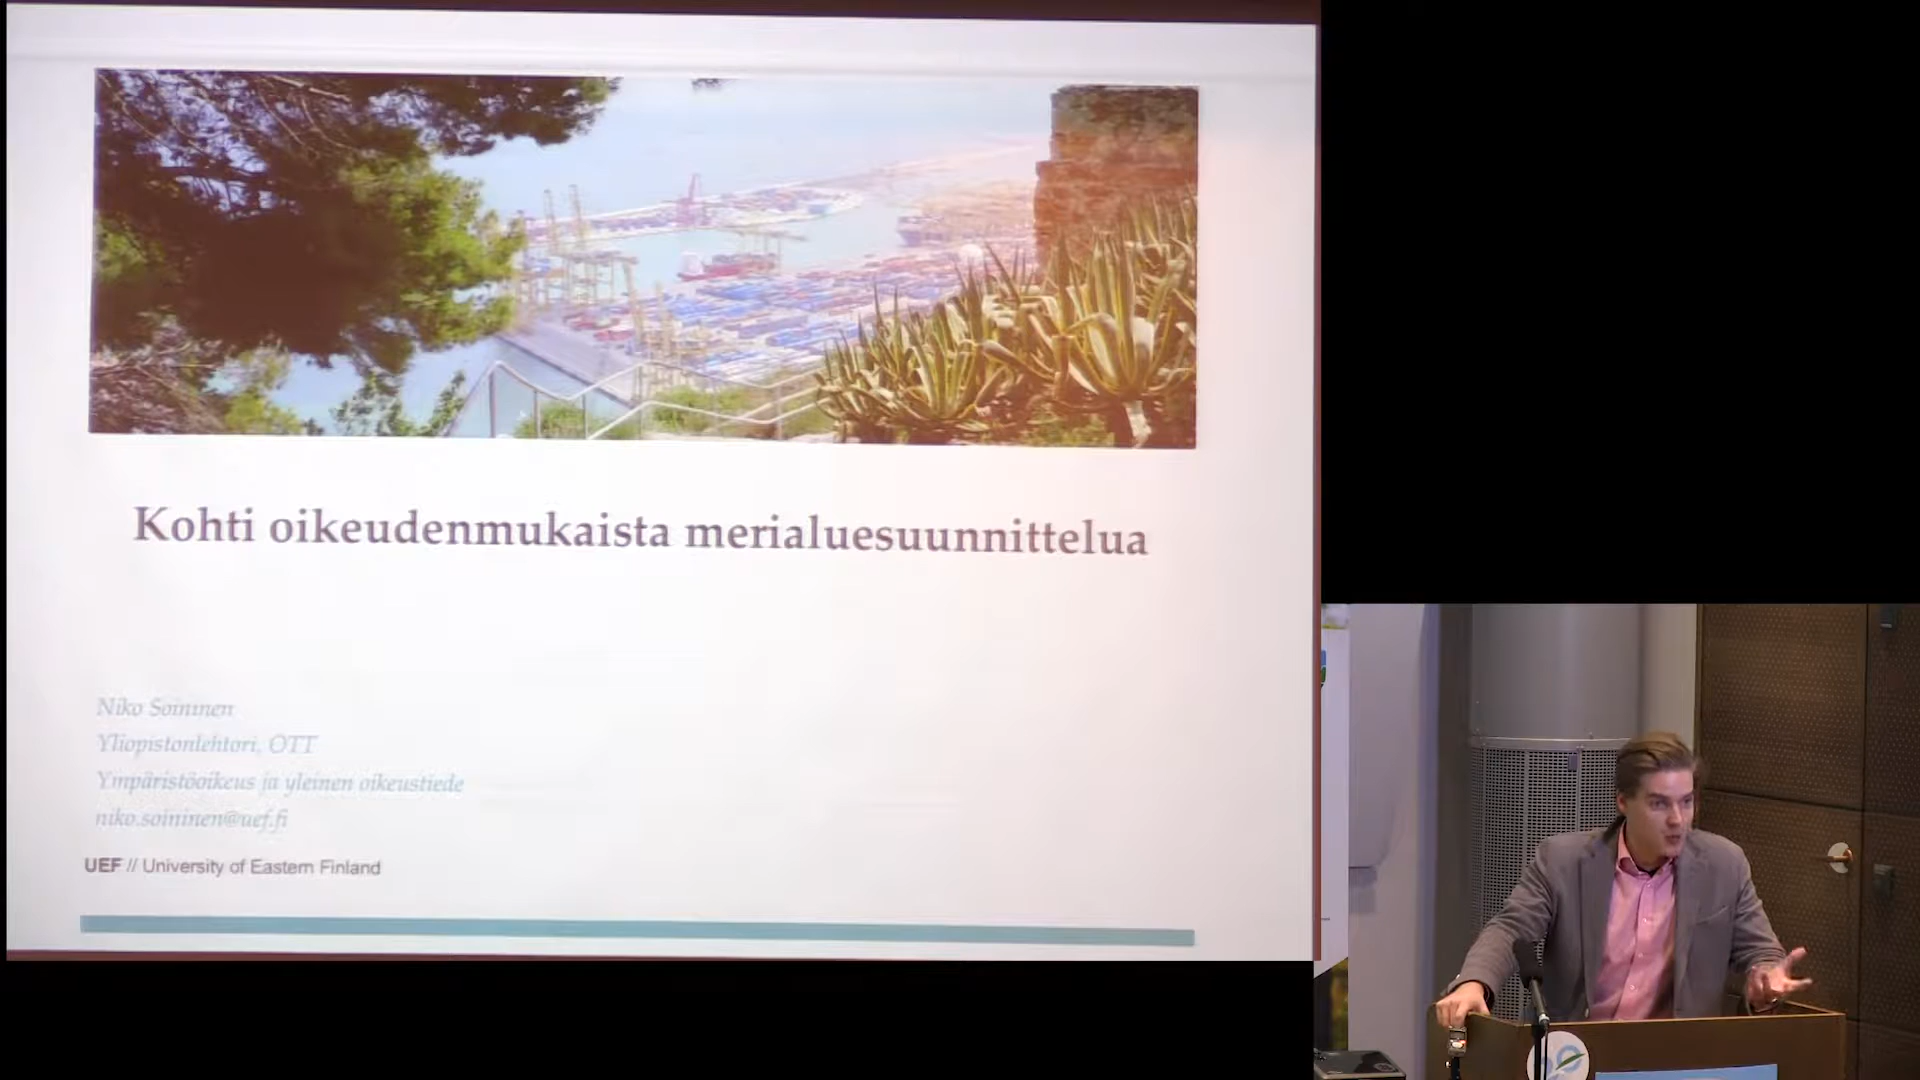 Kohti oikeudenmukaista merialuesuunnittelua
Niko Soininen
Yliopistonlehtori, OTT
Ympäristöoikeus ja yleinen oikeustiede
niko.soininen@uef.fi
UEF // University of Eastern Finland